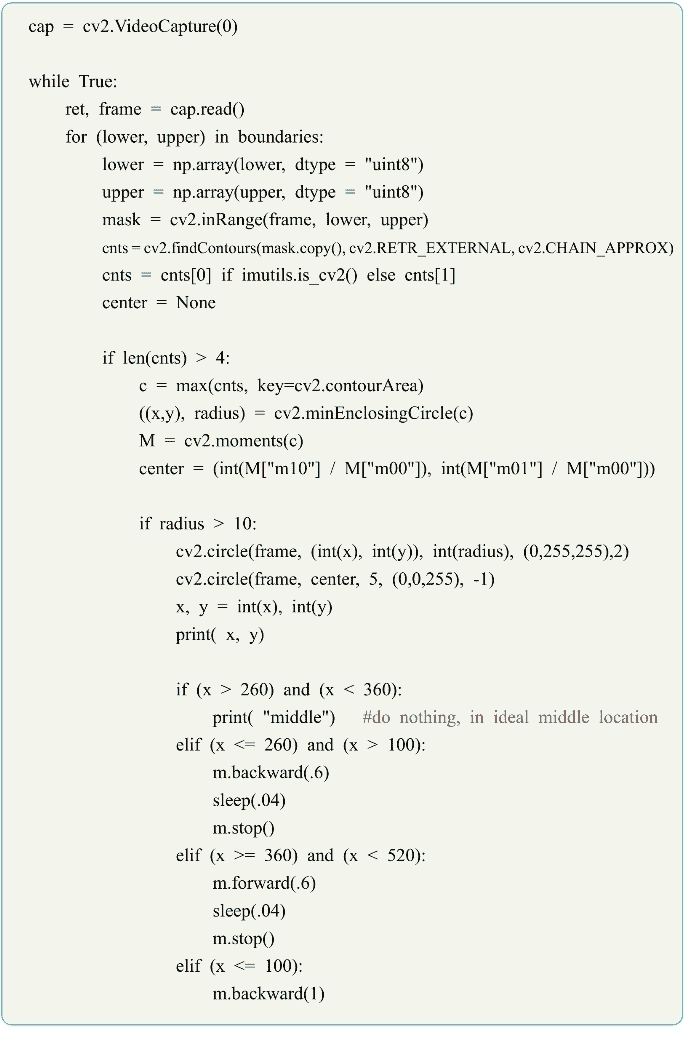 cap = cv2.VideoCapture(0)
while True:
ret, frame = cap.read()
for (lower, upper) in boundaries:
lower = np.array(lower, dtype = "uint8")
upper = np.array(upper, dtype = "uint8")
mask = cv2.inRange(frame, lower, upper)
cnts = cv2.findContours(mask.copy(), cv2.RETR_EXTERNAL, cv2.CHAIN_APPROX)
cnts = cnts[0] if imutils.is_cv2() else cnts[1]
center = None
if len(cnts) > 4:
c = max(cnts, key=cv2.contourArea)
((x,y), radius) = cv2.minEnclosingCircle(c)
M = cv2.moments(c)
center = (int(M["m10"] / M["m00"]), int(M["m01"] / M["m00"]))
if radius > 10:
cv2.circle(frame, (int(x), int(y)), int(radius), (0,255,255),2)
cv2.circle(frame, center, 5, (0,0,255), -1)
x, y = int(x), int(y)
print( x, y)
if (x > 260) and (x < 360):
print( "middle") #do nothing, in ideal middle location
elif (x <= 260) and (x > 100):
m.backward(.6)
sleep(.04)
m.stop()
elif (x >= 360) and (x < 520):
m.forward(.6)
sleep(.04)
m.stop()
elif (x <= 100):
m.backward(1)